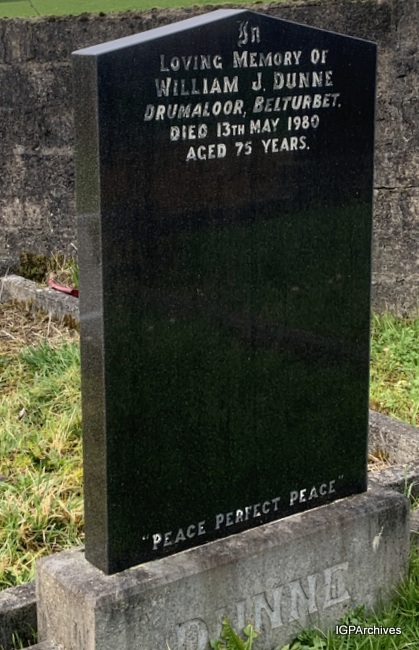 In
Loving Memory of
William J. Dunne
Drumaloor, Belturbet.
Died 13th May 1980
Aged 75 Years.
"Peace Perfect Peace"
DUNNE
IGPArchives